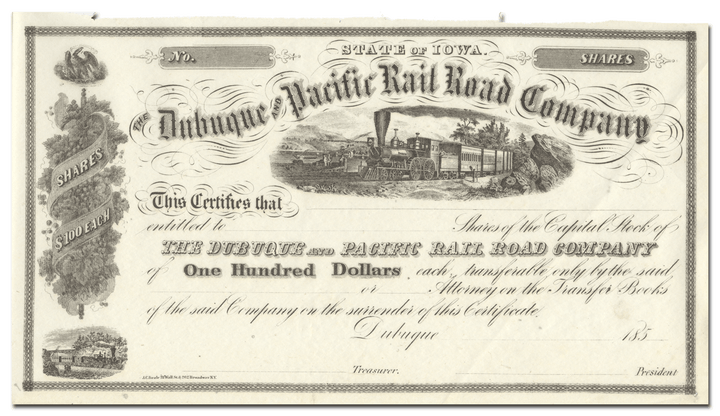 No.
STATE OF IOWA.
SHARES
THE Dubuque AND Pacific Rail Road Company
SHARES
$100 EACH
This Certifies that
entitled to Shares of the Capital Stock of
THE DUBUQUE AND PACIFIC RAIL ROAD COMPANY
of One Hundred Dollars each, transferable only by the said
or Attorney on the Transfer Books
of the said Company on the surrender of this Certificate.
Dubuque 185
Treasurer. President